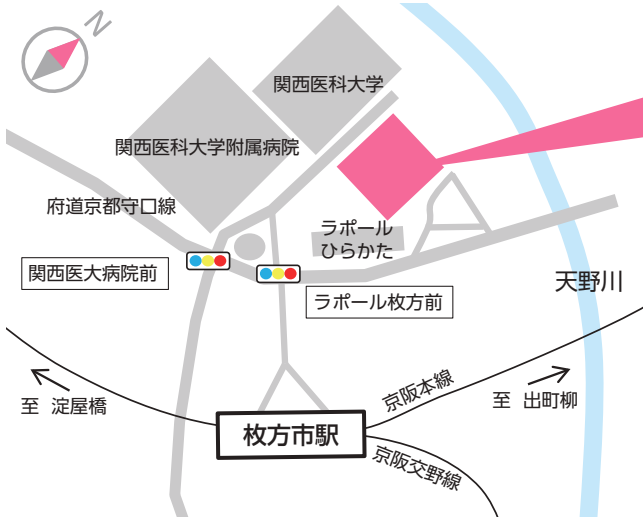 N
関西医科大学
関西医科大学附属病院
府道京都守口線
ラポール
ひらかた
関西医大病院前
ラポール枚方前
天野川
京阪本線
至 淀屋橋
至 出町柳
枚方市駅
京阪交野線